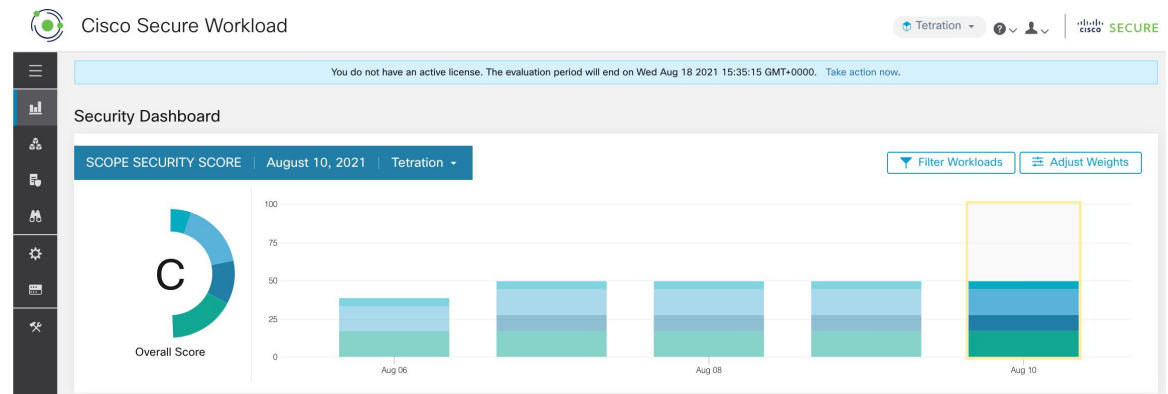 Cisco Secure Workload
Tetration
cisco SECURE
You do not have an active license. The evaluation period will end on Wed Aug 18 2021 15:35:15 GMT+0000. Take action now.
Security Dashboard
SCOPE SECURITY SCORE | August 10, 2021 | Tetration
Filter Workloads
Adjust Weights
C
Overall Score
100
75
50
25
0
Aug 06
Aug 08
Aug 10